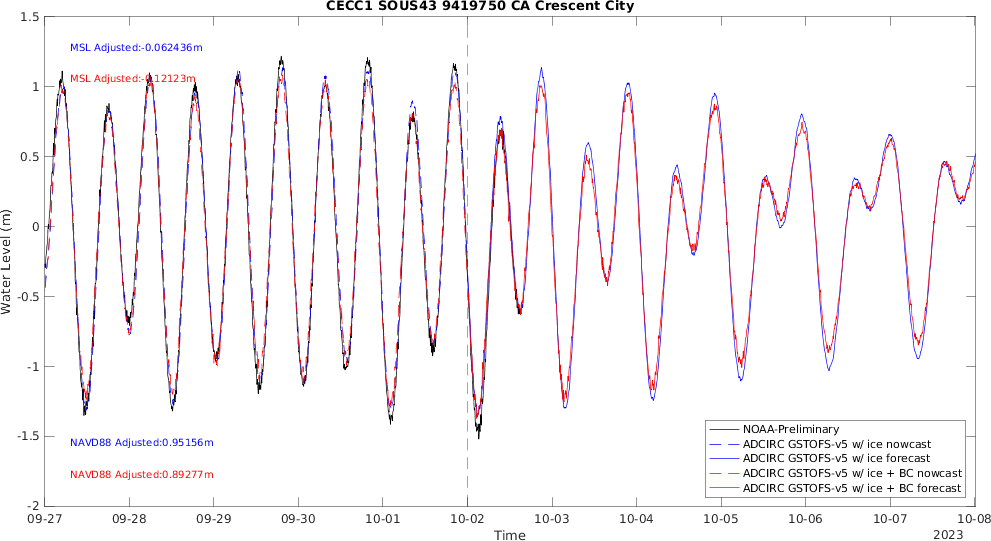 CECC1 SOUS43 9419750 CA Crescent City
1.5
1
0.5
0
-0.5
-1
-1.5
-2
Water Level (m)
MSL Adjusted:-0.062436m
MSL Adjusted:-0.12123m
NAVD88 Adjusted:0.95156m
NAVD88 Adjusted:0.89277m
NOAA-Preliminary
ADCIRC GSTOFS-v5 w/ ice nowcast
ADCIRC GSTOFS-v5 w/ ice forecast
ADCIRC GSTOFS-v5 w/ ice + BC nowcast
ADCIRC GSTOFS-v5 w/ ice + BC forecast
09-27 09-28 09-29 09-30 10-01 10-02 10-03 10-04 10-05 10-06 10-07 10-08
Time
2023